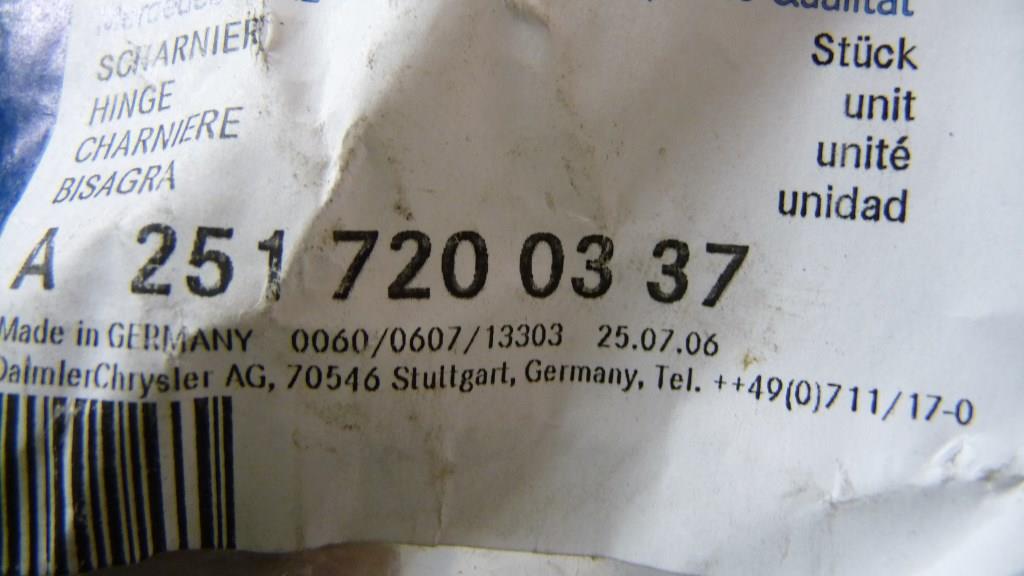 Qualität
SCHARNIER
Stück
HINGE
unit
CHARNIERE
unité
BISAGRA
unidad
A 251 720 03 37
Made in GERMANY 0060/0607/13303 25.07.06
DaimlerChrysler AG, 70546 Stuttgart, Germany, Tel. ++49(0)711/17-0